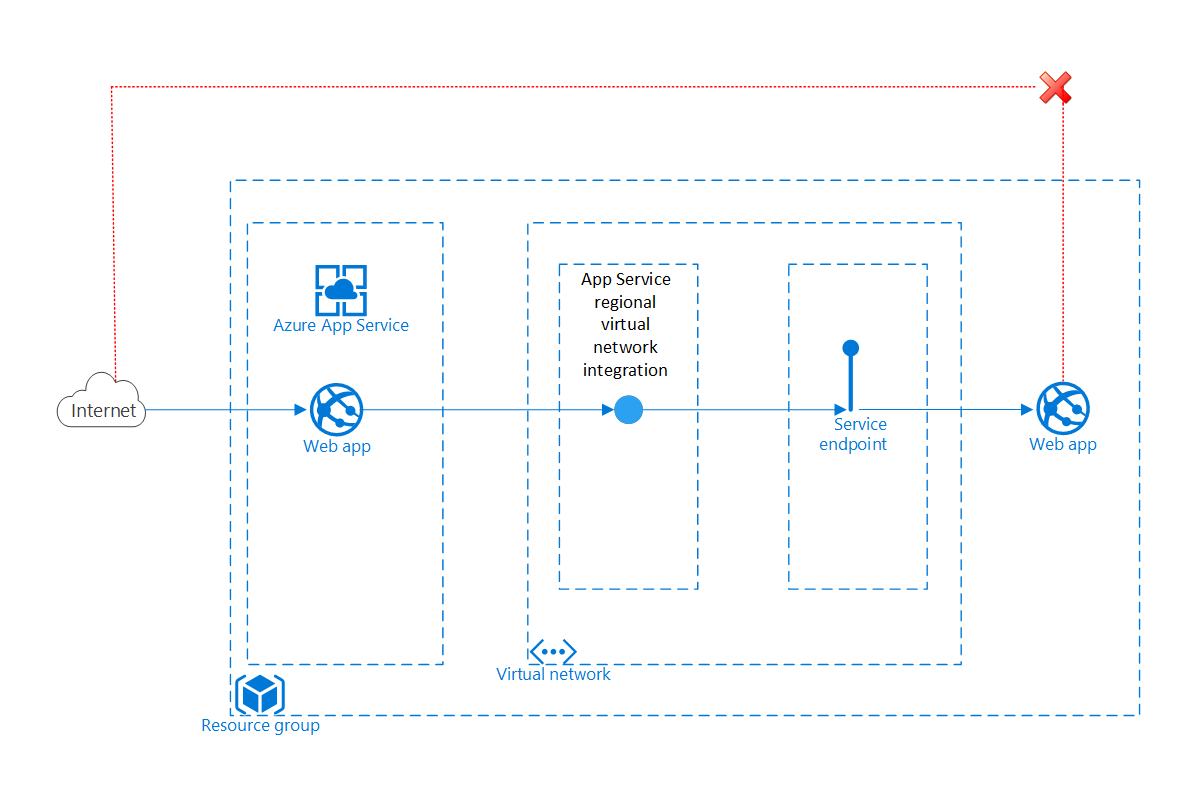 App Service
regional
virtual
network
integration
Azure App Service
Internet
Web app
Service
endpoint
Web app
Virtual network
Resource group